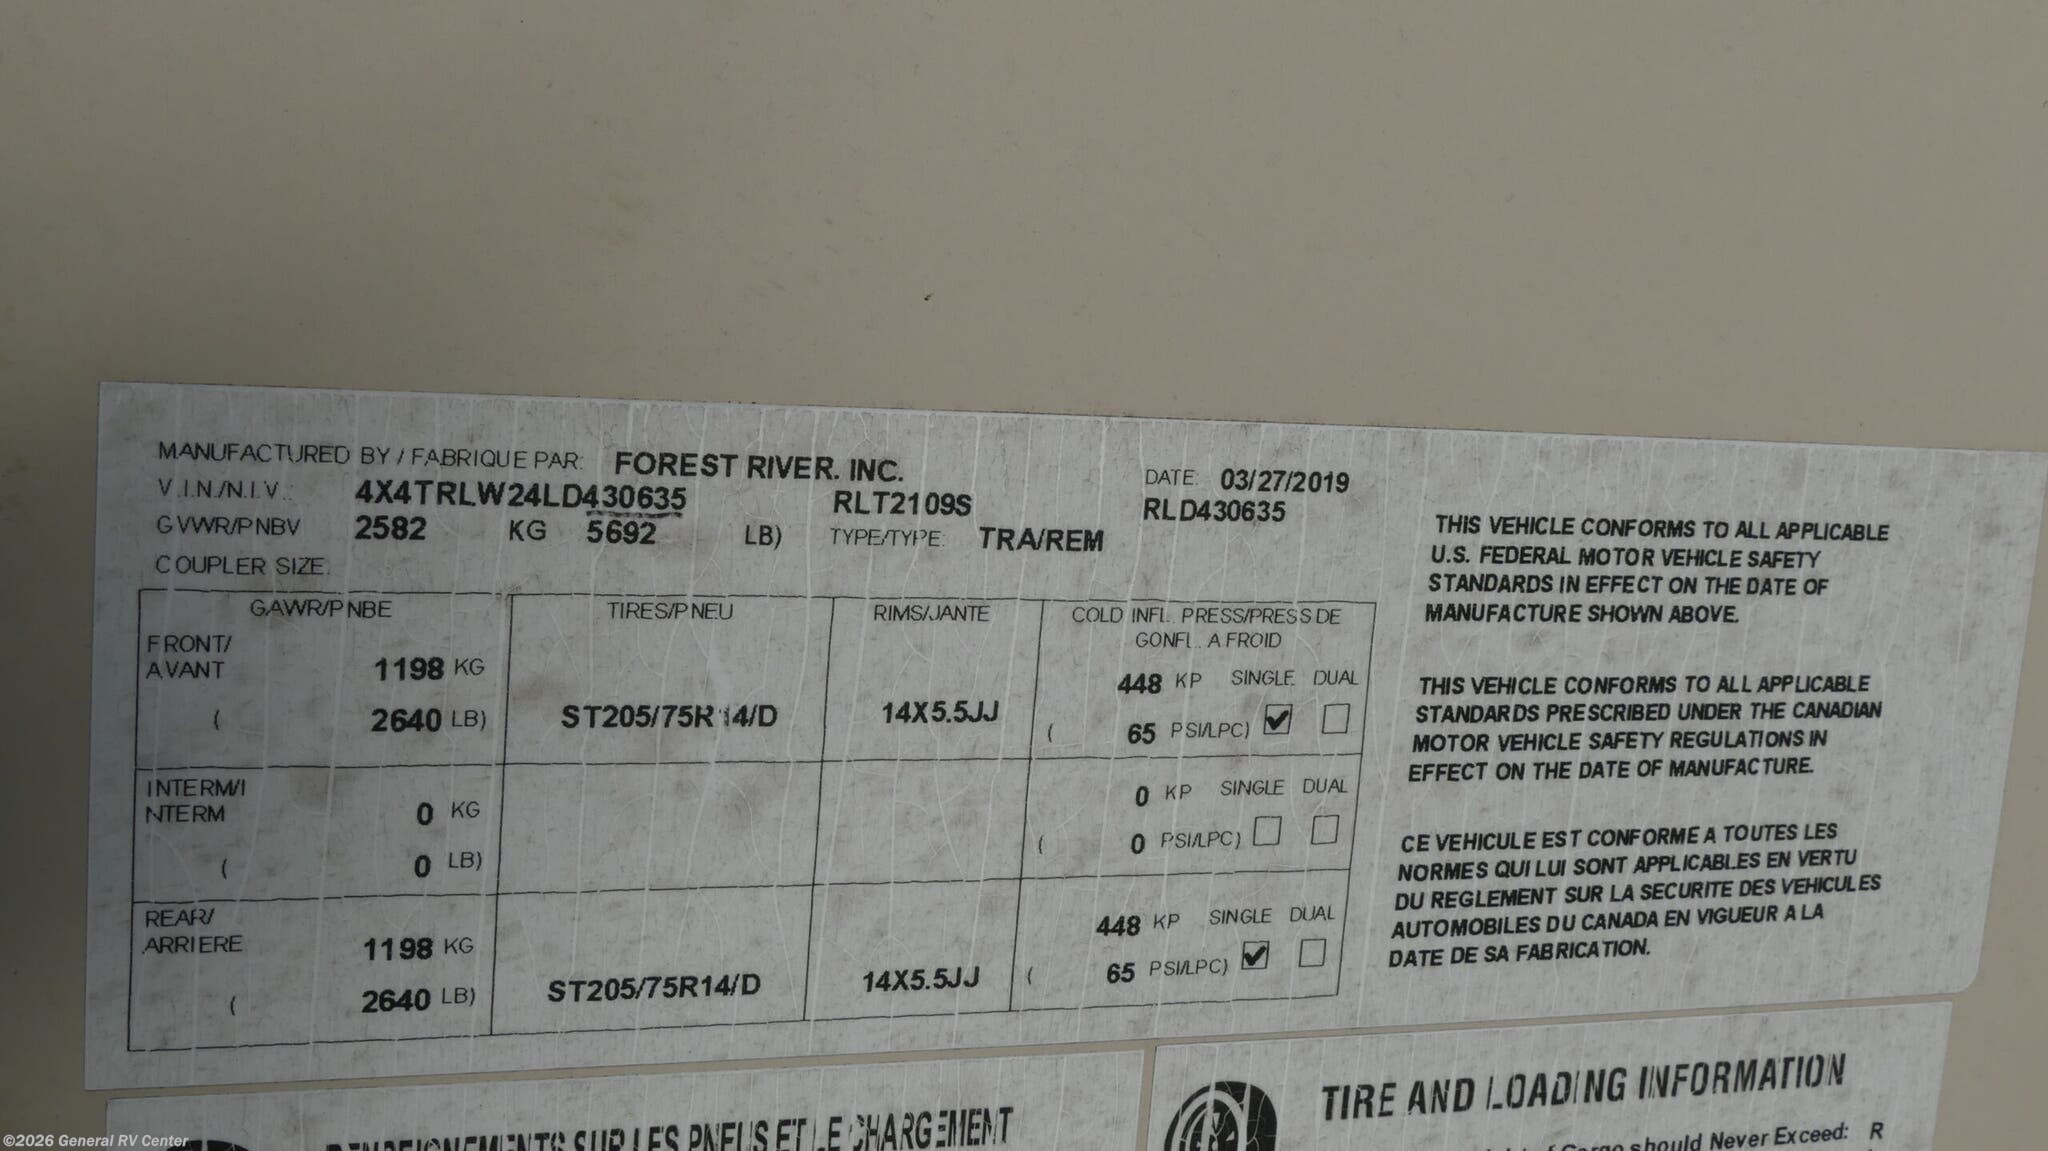 MANUFACTURED BY / FABRIQUE PAR: FOREST RIVER, INC. DATE: 03/27/2019
V.I.N./N.I.V.: 4X4TRLW24LD430635 RLT2109S RLD430635
GVWR/PNBV 2582 KG 5692 LB) TYPE/TYPE: TRA/REM
COUPLER SIZE:
GAWR/PNBE TIRES/PNEU RIMS/JANTE COLD INFL. PRESS/PRESS DE
GONFL. A FROID
FRONT/
AVANT 1198 KG 448 KP SINGLE DUAL
( 2640 LB) ST205/75R14/D 14X5.5JJ ( 65 PSI/LPC)
INTERM/I
NTERM 0 KG 0 KP SINGLE DUAL
( 0 LB) ( 0 PSI/LPC)
REAR/
ARRIERE 1198 KG 448 KP SINGLE DUAL
( 2640 LB) ST205/75R14/D 14X5.5JJ ( 65 PSI/LPC)
THIS VEHICLE CONFORMS TO ALL APPLICABLE
U.S. FEDERAL MOTOR VEHICLE SAFETY
STANDARDS IN EFFECT ON THE DATE OF
MANUFACTURE SHOWN ABOVE.
THIS VEHICLE CONFORMS TO ALL APPLICABLE
STANDARDS PRESCRIBED UNDER THE CANADIAN
MOTOR VEHICLE SAFETY REGULATIONS IN
EFFECT ON THE DATE OF MANUFACTURE.
CE VEHICULE EST CONFORME A TOUTES LES
NORMES QUI LUI SONT APPLICABLES EN VERTU
DU REGLEMENT SUR LA SECURITE DES VEHICULES
AUTOMOBILES DU CANADA EN VIGUEUR A LA
DATE DE SA FABRICATION.
RENSEIGNEMENTS SUR LES PNEUS ET LE CHARGEMENT
TIRE AND LOADING INFORMATION
of Cargo should Never Exceed: R
©2026 General RV Center